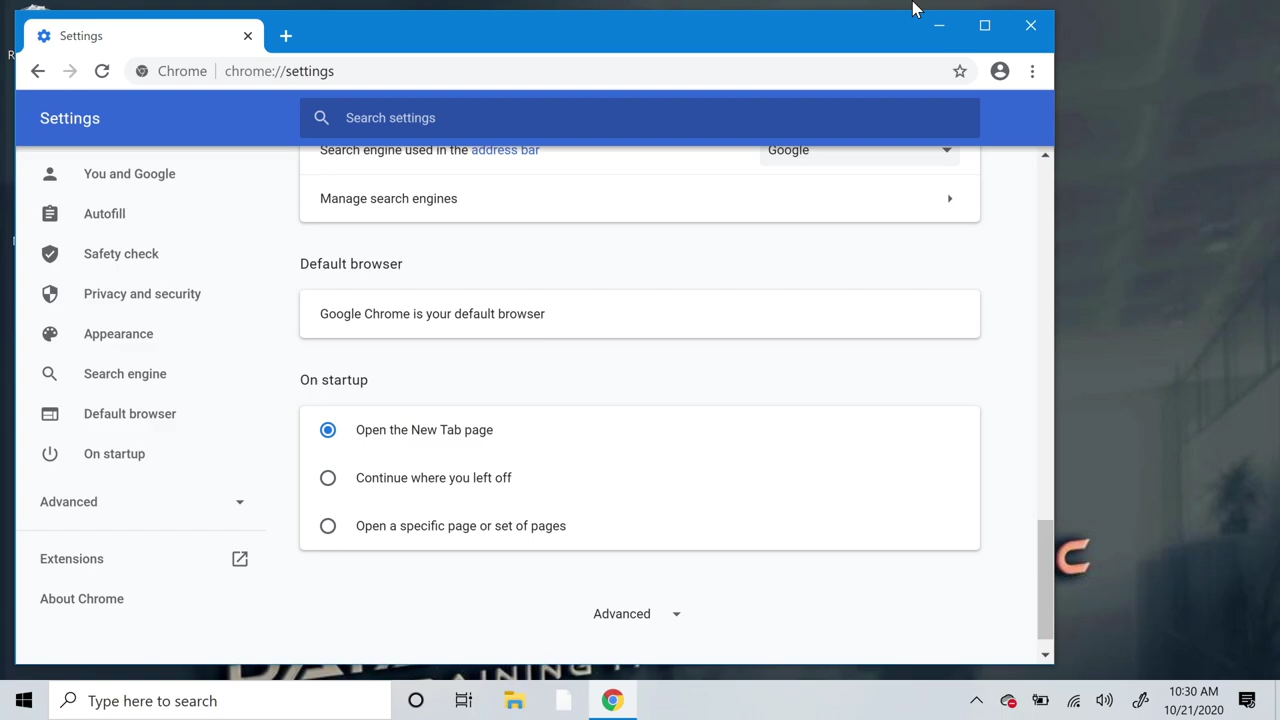 Settings
Chrome
chrome://settings
Settings
Search settings
You and Google
Autofill
Safety check
Privacy and security
Appearance
Search engine
Default browser
On startup
Advanced
Extensions
About Chrome
Search engine used in the address bar
Google
Manage search engines
Default browser
Google Chrome is your default browser
On startup
Open the New Tab page
Continue where you left off
Open a specific page or set of pages
Advanced
Type here to search
10:30 AM
10/21/2020